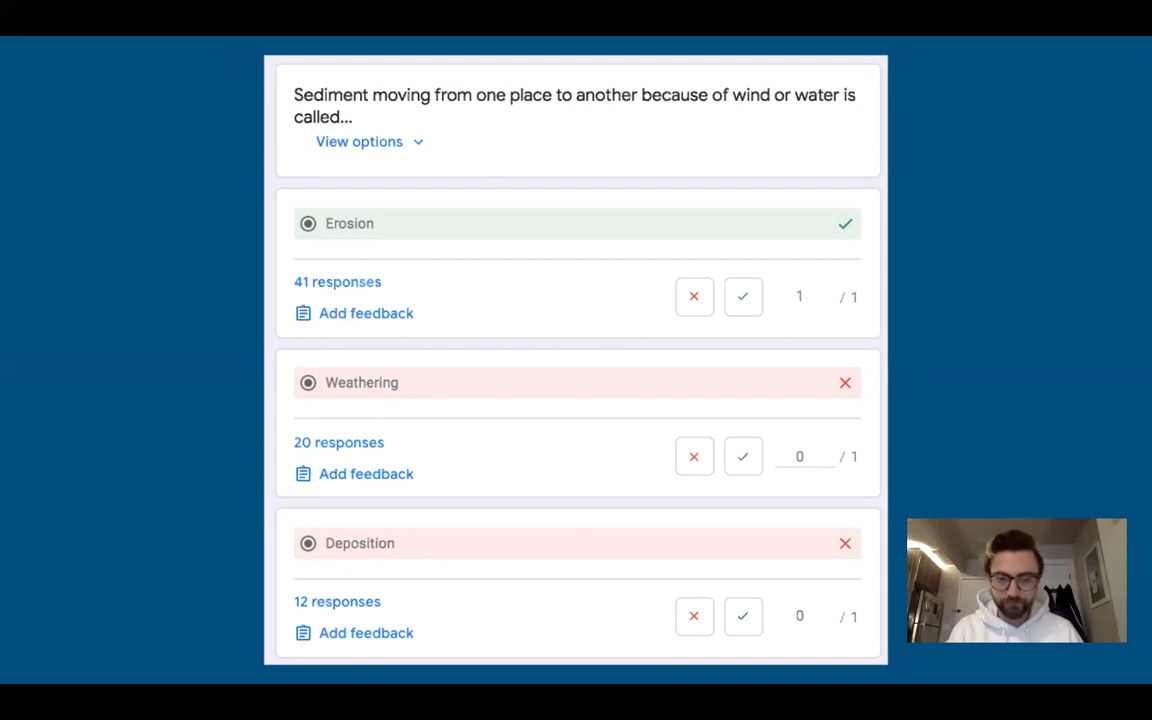 Sediment moving from one place to another because of wind or water is
called...
View options
Erosion
41 responses
1 / 1
Add feedback
Weathering
20 responses
0 / 1
Add feedback
Deposition
12 responses
0 / 1
Add feedback